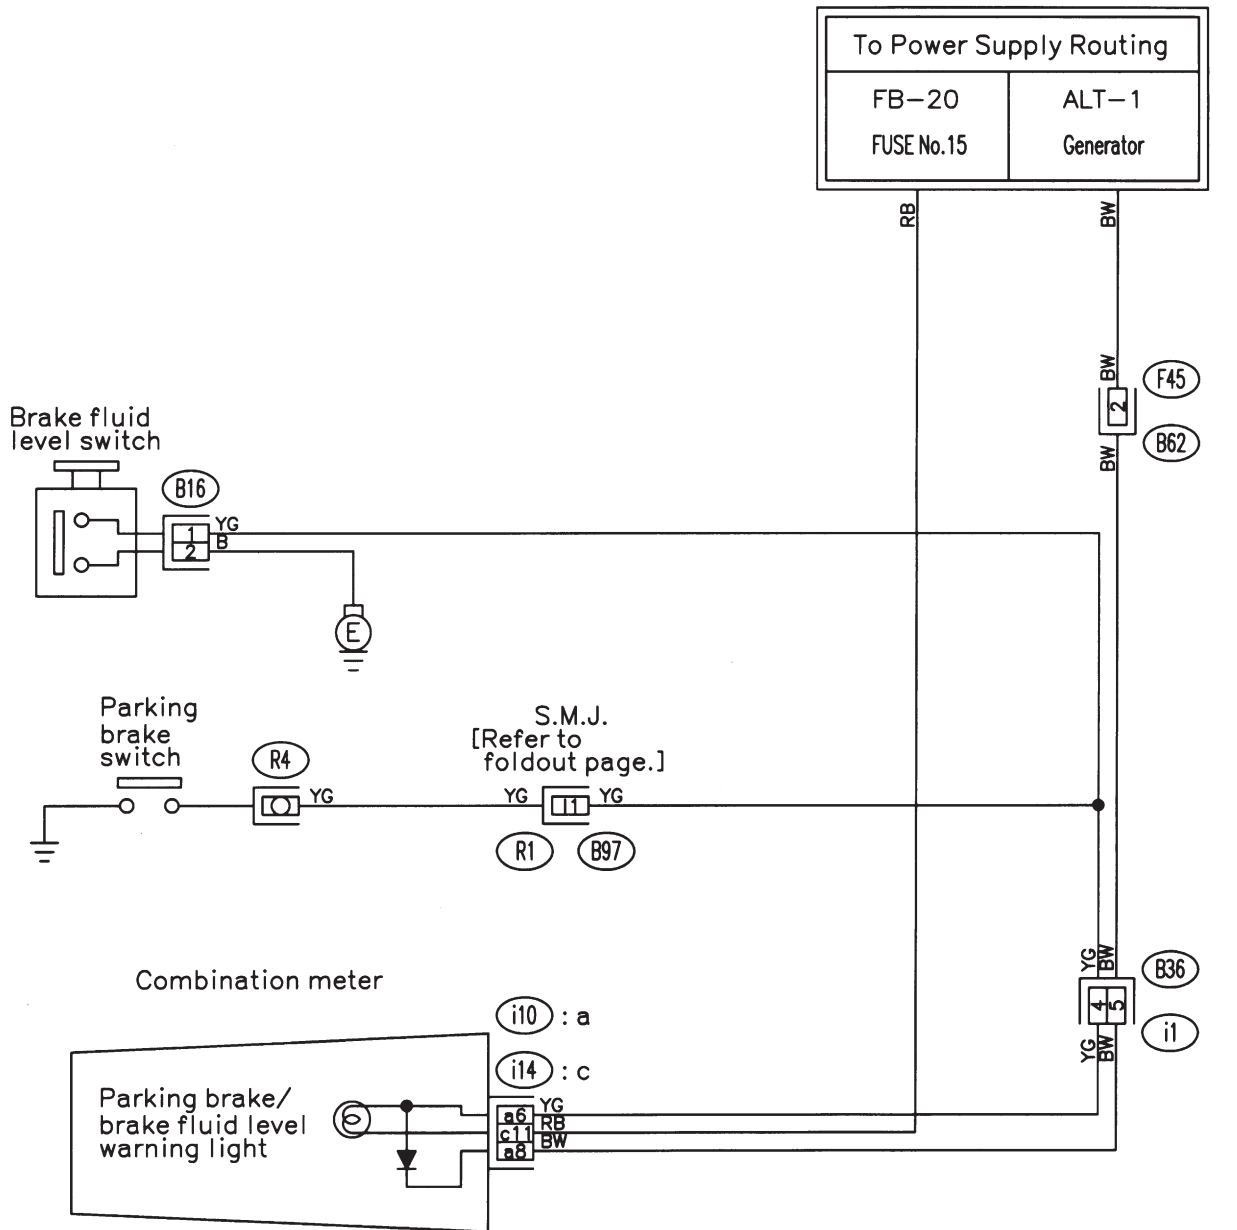 To Power Supply Routing
FB-20
ALT-1
FUSE No.15
Generator
RB
BW
BW
F45
2
B62
BW
Brake fluid
level switch
B16
1
YG
2
B
E
Parking
brake
switch
R4
YG
S.M.J.
[Refer to
foldout page.]
YG
I1
YG
R1
B97
YG
BW
B36
4
5
i1
YG
BW
Combination meter
i10 : a
i14 : c
Parking brake/
brake fluid level
warning light
a6
YG
c11
RB
a8
BW